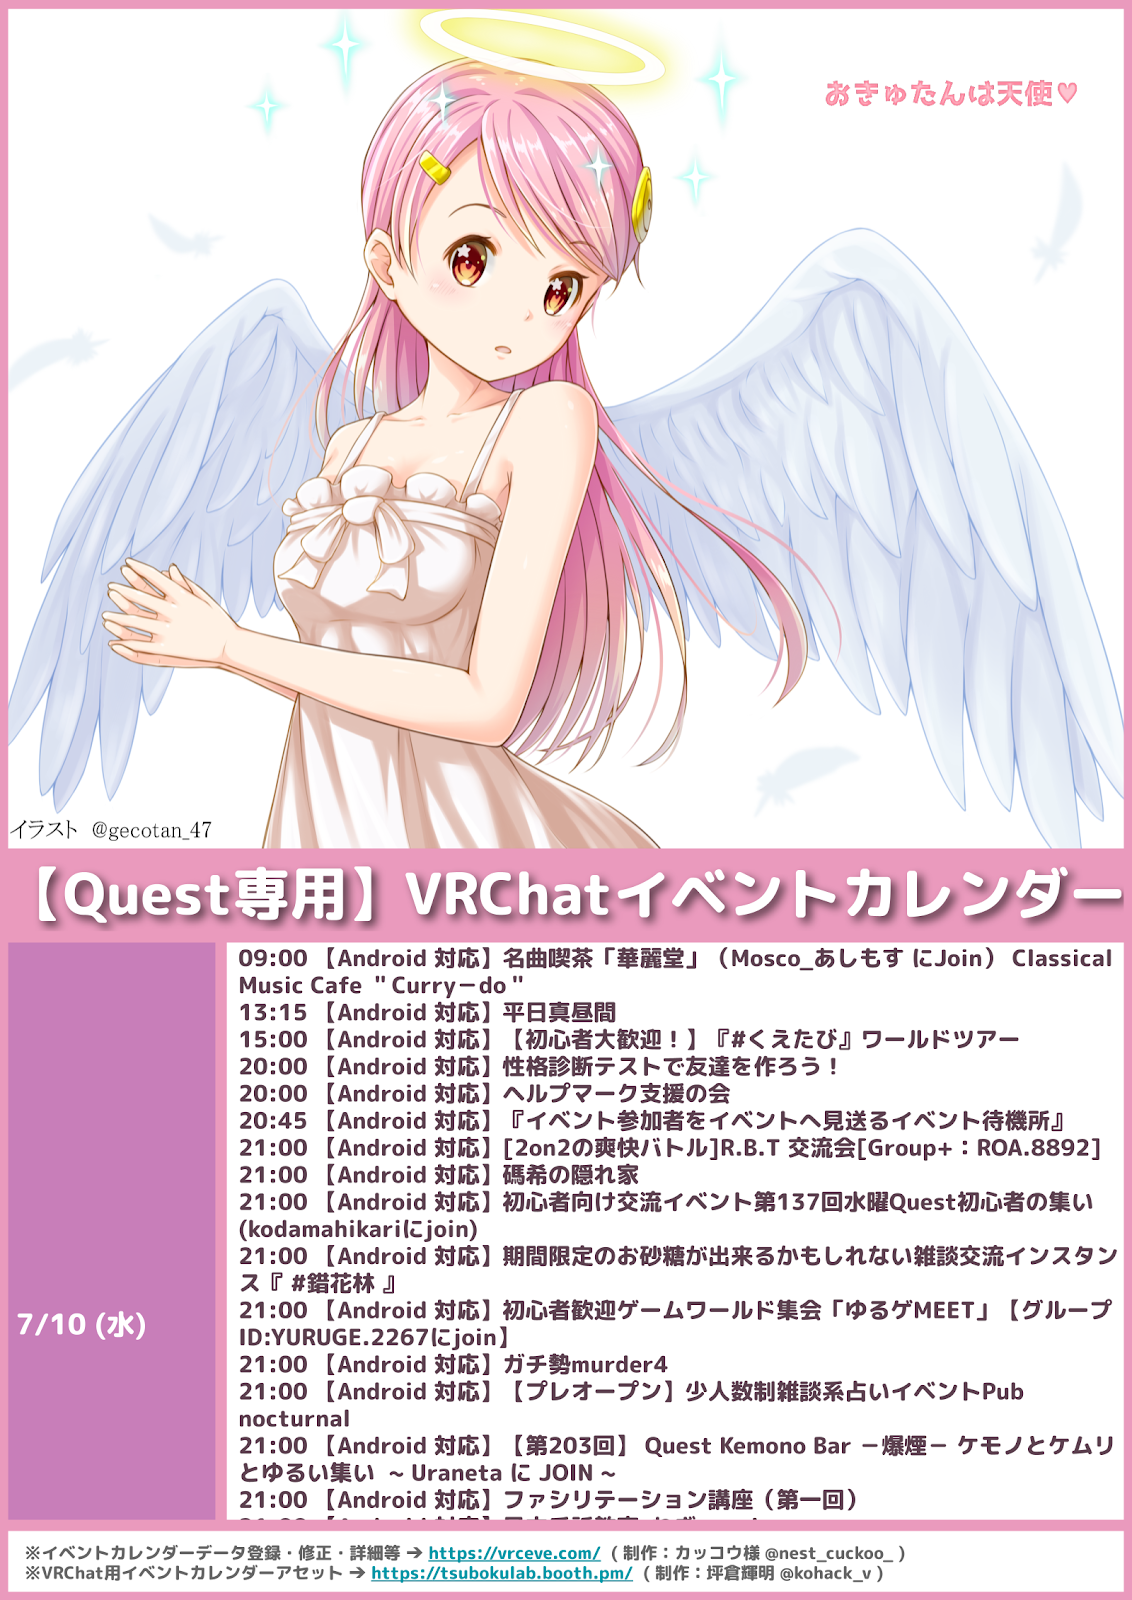 おきゅたんは天使♥
イラスト @gecotan_47
【Quest専用】VRChatイベントカレンダー
7/10 (水)
09:00 【Android 対応】名曲喫茶「華麗堂」（Mosco_あしもす にJoin） Classical
Music Cafe ＂Curry－do＂
13:15 【Android 対応】平日真昼間
15:00 【Android 対応】【初心者大歓迎！】『#くえたび』ワールドツアー
20:00 【Android 対応】性格診断テストで友達を作ろう！
20:00 【Android 対応】ヘルプマーク支援の会
20:45 【Android 対応】『イベント参加者をイベントへ見送るイベント待機所』
21:00 【Android 対応】[2on2の爽快バトル]R.B.T 交流会[Group+：ROA.8892]
21:00 【Android 対応】碼希の隠れ家
21:00 【Android 対応】初心者向け交流イベント第137回水曜Quest初心者の集い
(kodamahikariにjoin)
21:00 【Android 対応】期間限定のお砂糖が出来るかもしれない雑談交流インスタン
ス『 #錯花林 』
21:00 【Android 対応】初心者歓迎ゲームワールド集会「ゆるゲMEET」【グループ
ID:YURUGE.2267にjoin】
21:00 【Android 対応】ガチ勢murder4
21:00 【Android 対応】【プレオープン】少人数制雑談系占いイベントPub
nocturnal
21:00 【Android 対応】【第203回】 Quest Kemono Bar －爆煙－ ケモノとケムリ
とゆるい集い ～Uraneta に JOIN～
21:00 【Android 対応】ファシリテーション講座（第一回）
※イベントカレンダーデータ登録・修正・詳細等 ➔ https://vrceve.com/ ( 制作：カッコウ様 @nest_cuckoo_ )
※VRChat用イベントカレンダーアセット ➔ https://tsubokulab.booth.pm/ ( 制作：坪倉輝明 @kohack_v )